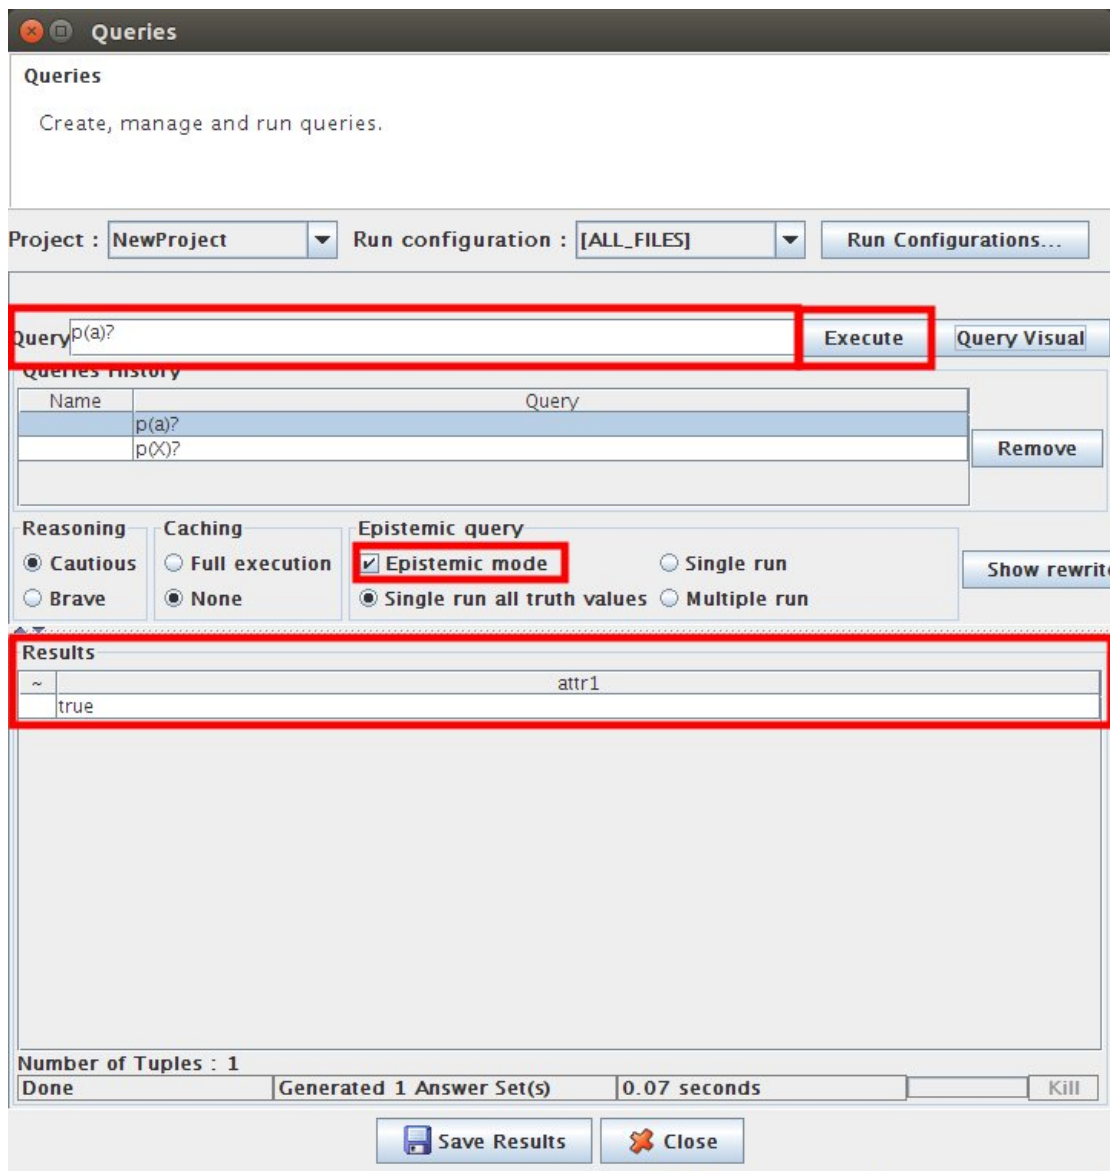 Queries
Queries
Create, manage and run queries.
Project : NewProject Run configuration : [ALL_FILES] Run Configurations...
Query p(a)? Execute Query Visual
Queries History
Name Query
p(a)?
p(X)?
Remove
Reasoning Caching Epistemic query
Cautious Full execution Epistemic mode Single run Show rewrite
Brave None Single run all truth values Multiple run
Results
~ attr1
true
Number of Tuples : 1
Done Generated 1 Answer Set(s) 0.07 seconds Kill
Save Results Close